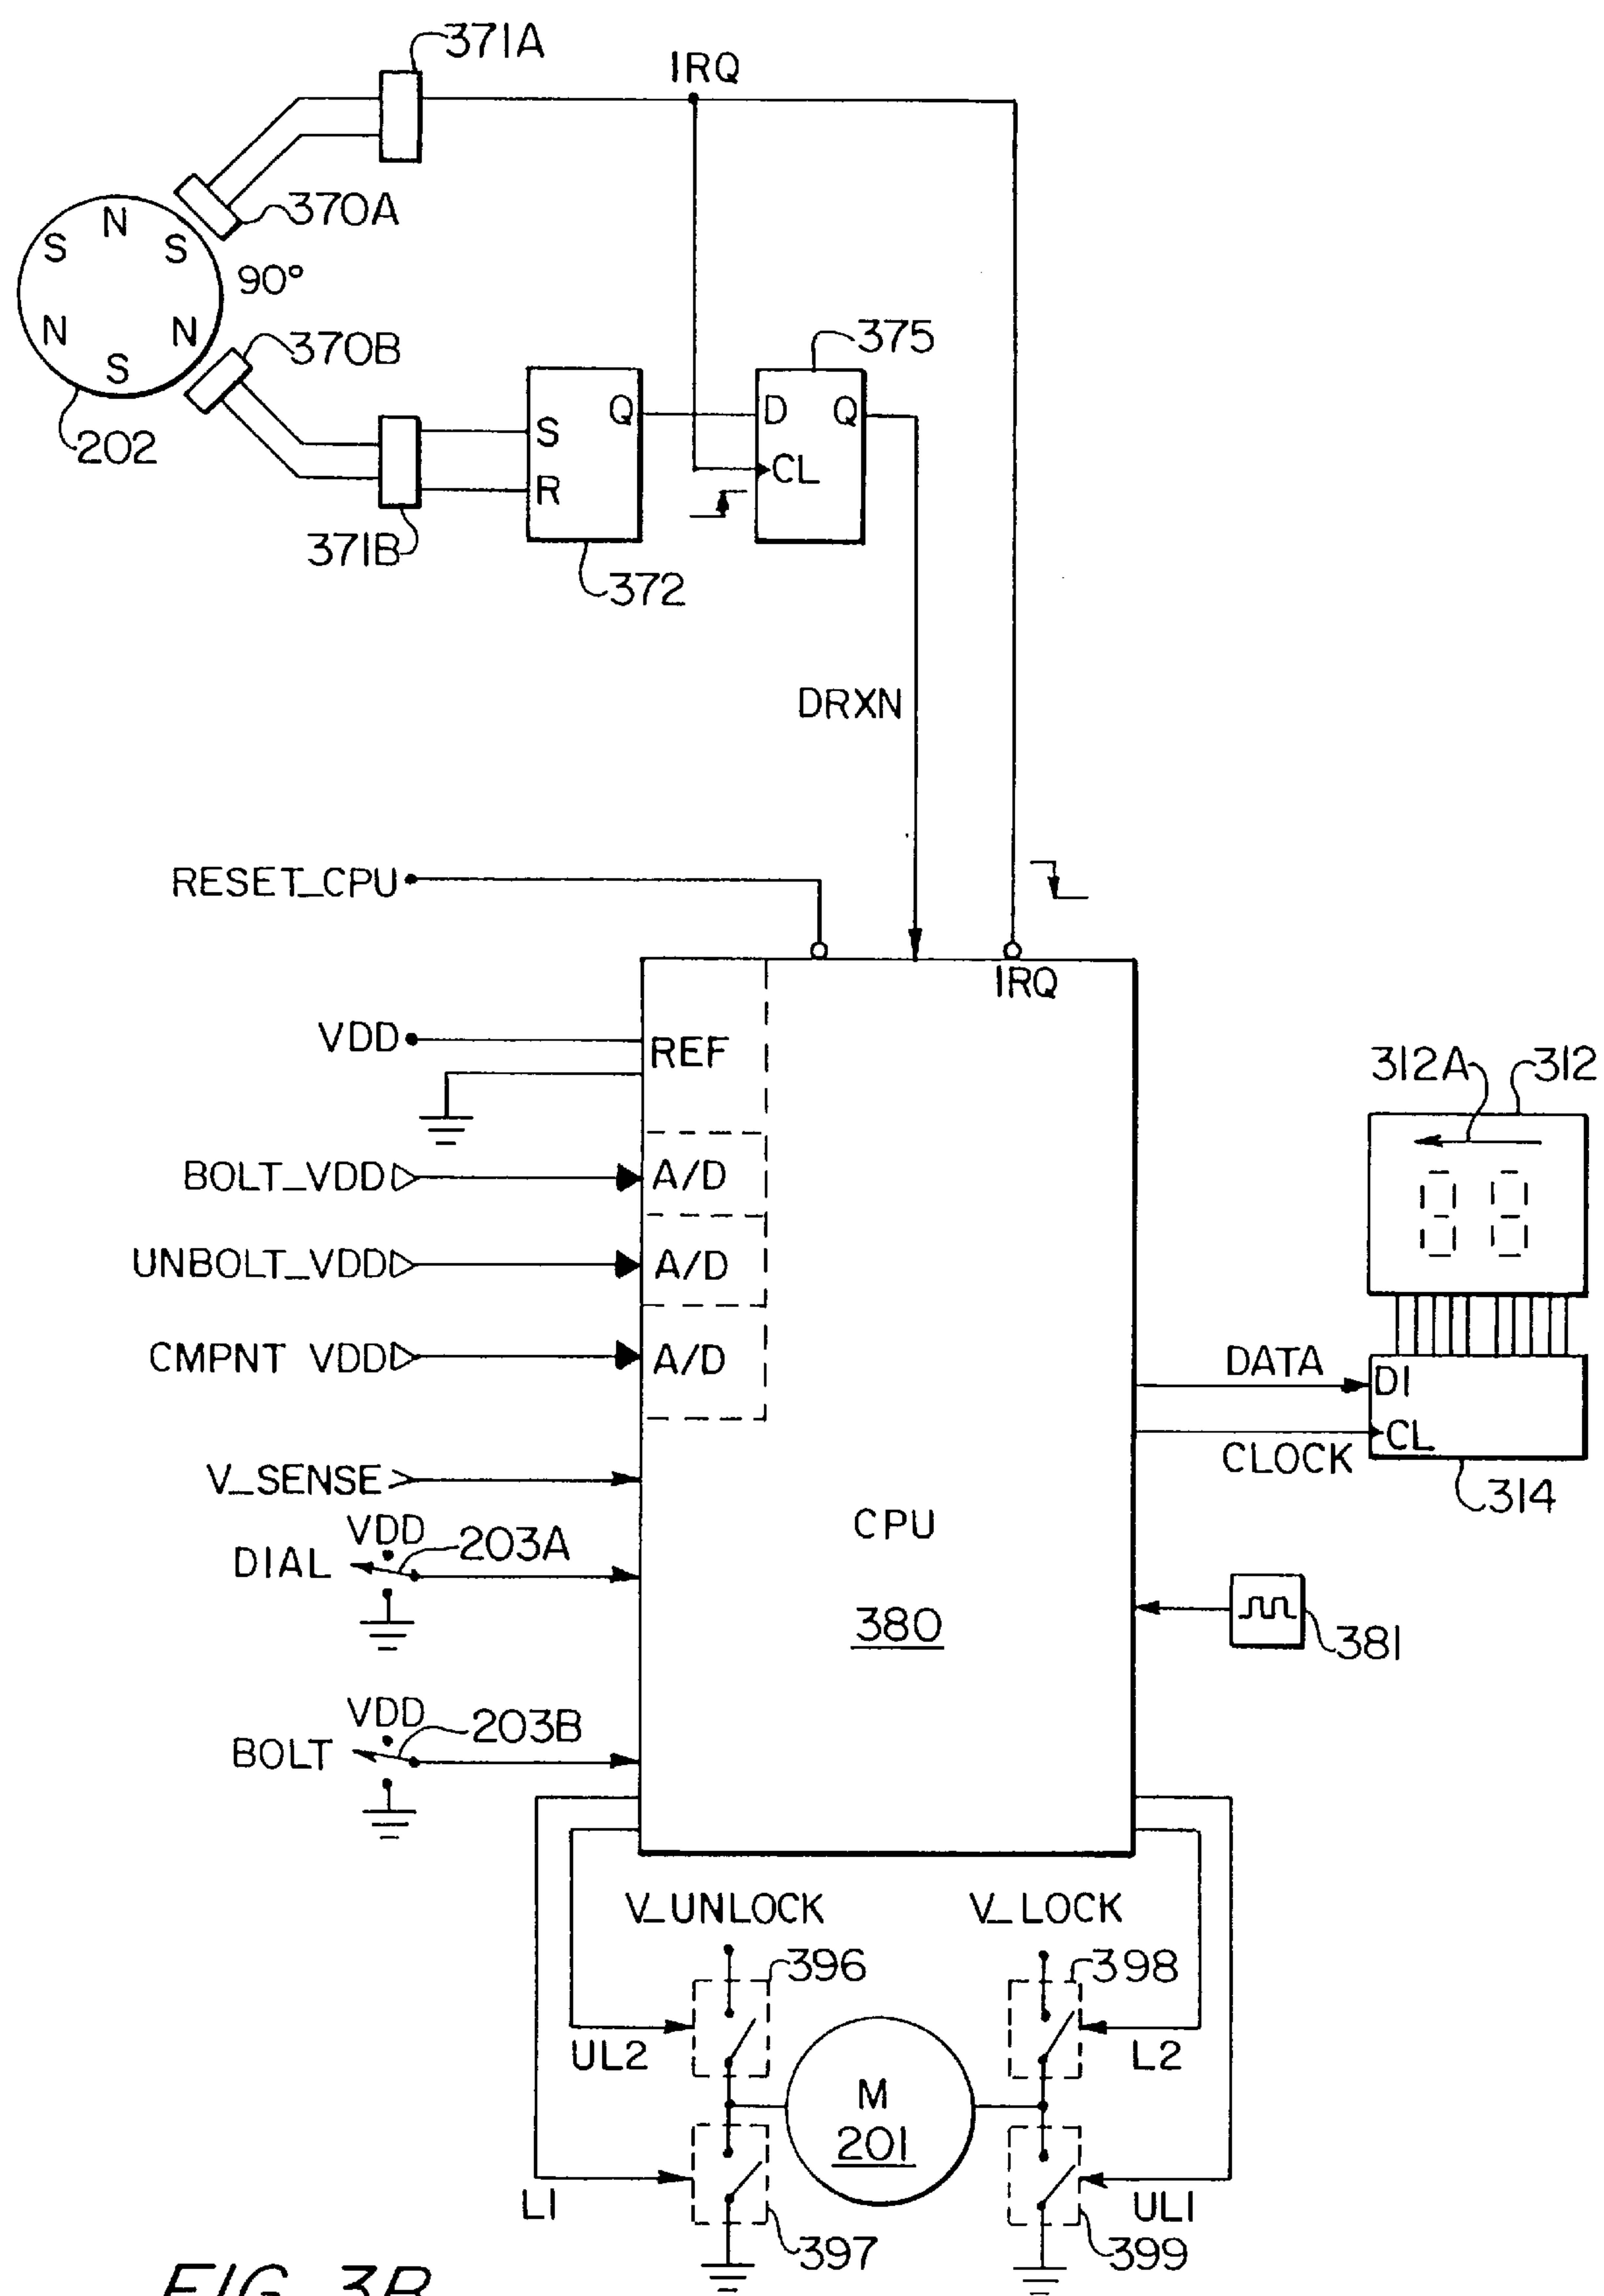 371A
IRQ
370A
N
S
S
90°
N
N
S
370B
202
371B
S
R
Q
372
375
D
Q
CL
DRXN
RESET_CPU
IRQ
VDD
REF
BOLT_VDD
A/D
UNBOLT_VDD
A/D
CMPNT VDD
A/D
V_SENSE
VDD
DIAL
203A
VDD
BOLT
203B
CPU
380
312A
312
DATA
DI
CLOCK
CL
314
381
V_UNLOCK
V_LOCK
396
398
UL2
L2
M
201
L1
UL1
397
399
FIG. 3B